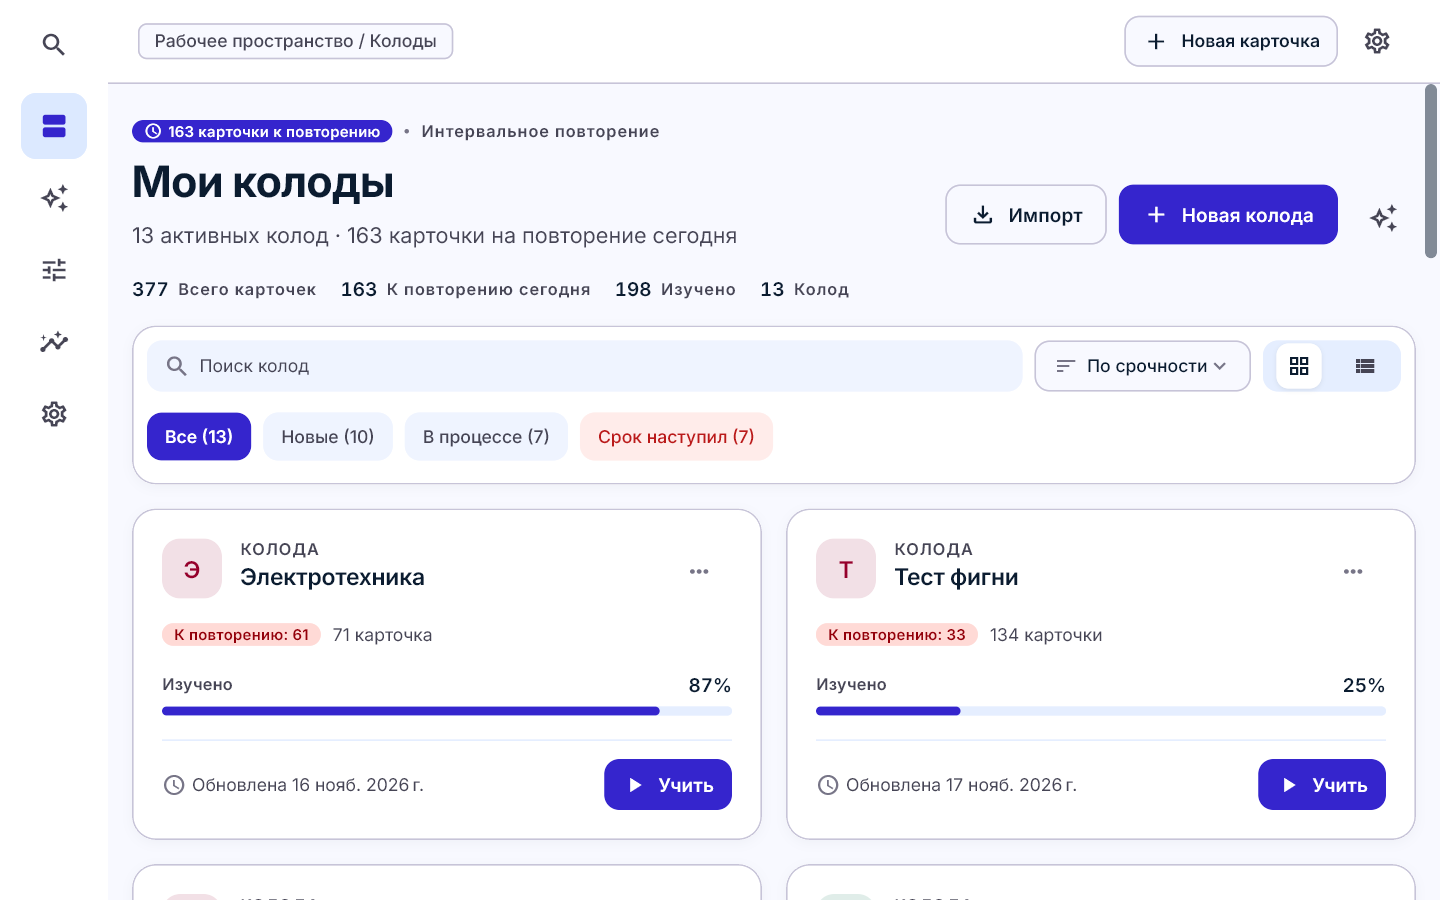 Рабочее пространство / Колоды
Новая карточка
163 карточки к повторению • Интервальное повторение
Мои колоды
13 активных колод · 163 карточки на повторение сегодня
Импорт
Новая колода
377 Всего карточек 163 К повторению сегодня 198 Изучено 13 Колод
Поиск колод
По срочности
Все (13)
Новые (10)
В процессе (7)
Срок наступил (7)
Э
КОЛОДА
Электротехника
К повторению: 61
71 карточка
Изучено
87%
Обновлена 16 нояб. 2026 г.
Учить
Т
КОЛОДА
Тест фигни
К повторению: 33
134 карточки
Изучено
25%
Обновлена 17 нояб. 2026 г.
Учить